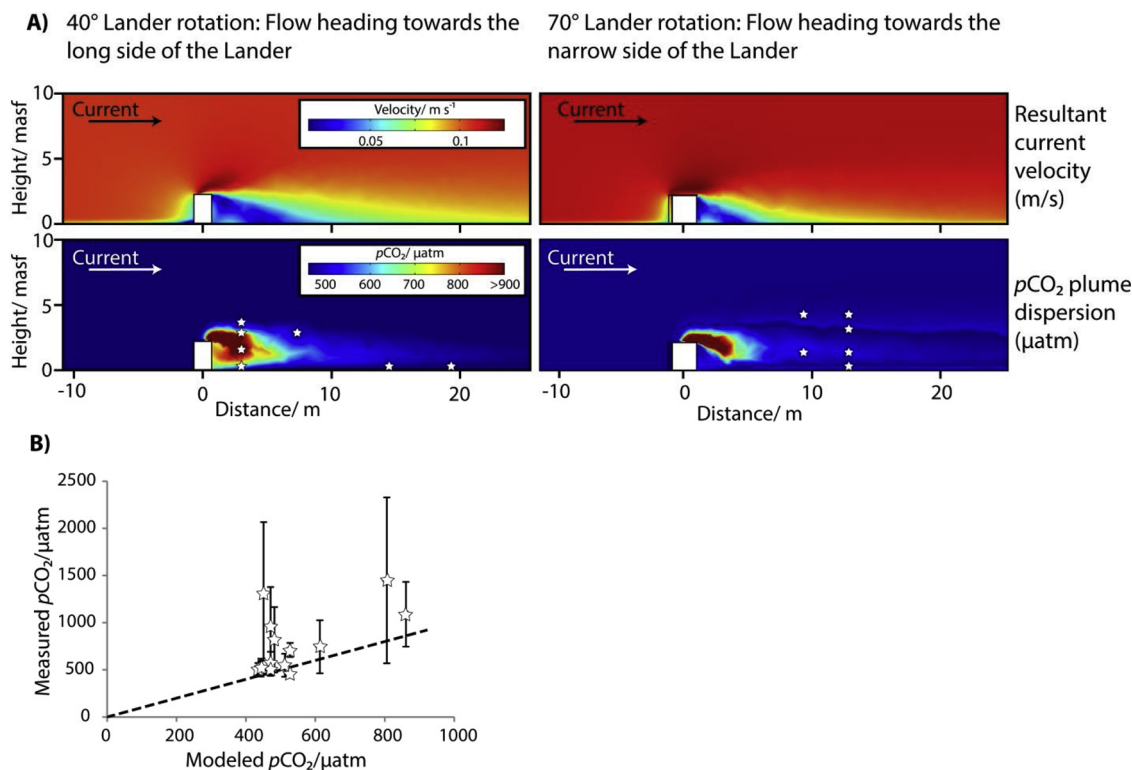 A) 40° Lander rotation: Flow heading towards the
long side of the Lander
70° Lander rotation: Flow heading towards the
narrow side of the Lander
10
5
0
Height/ masf
Current
Velocity/ m s⁻¹
0.05 0.1
Current
Resultant
current
velocity
(m/s)
10
5
0
Height/ masf
Current
pCO₂/ µatm
500 600 700 800 >900
Current
pCO₂ plume
dispersion
(µatm)
-10 0 10 20
Distance/ m
-10 0 10 20
Distance/ m
B)
2500
2000
1500
1000
500
0
Measured pCO₂/µatm
0 200 400 600 800 1000
Modeled pCO₂/µatm